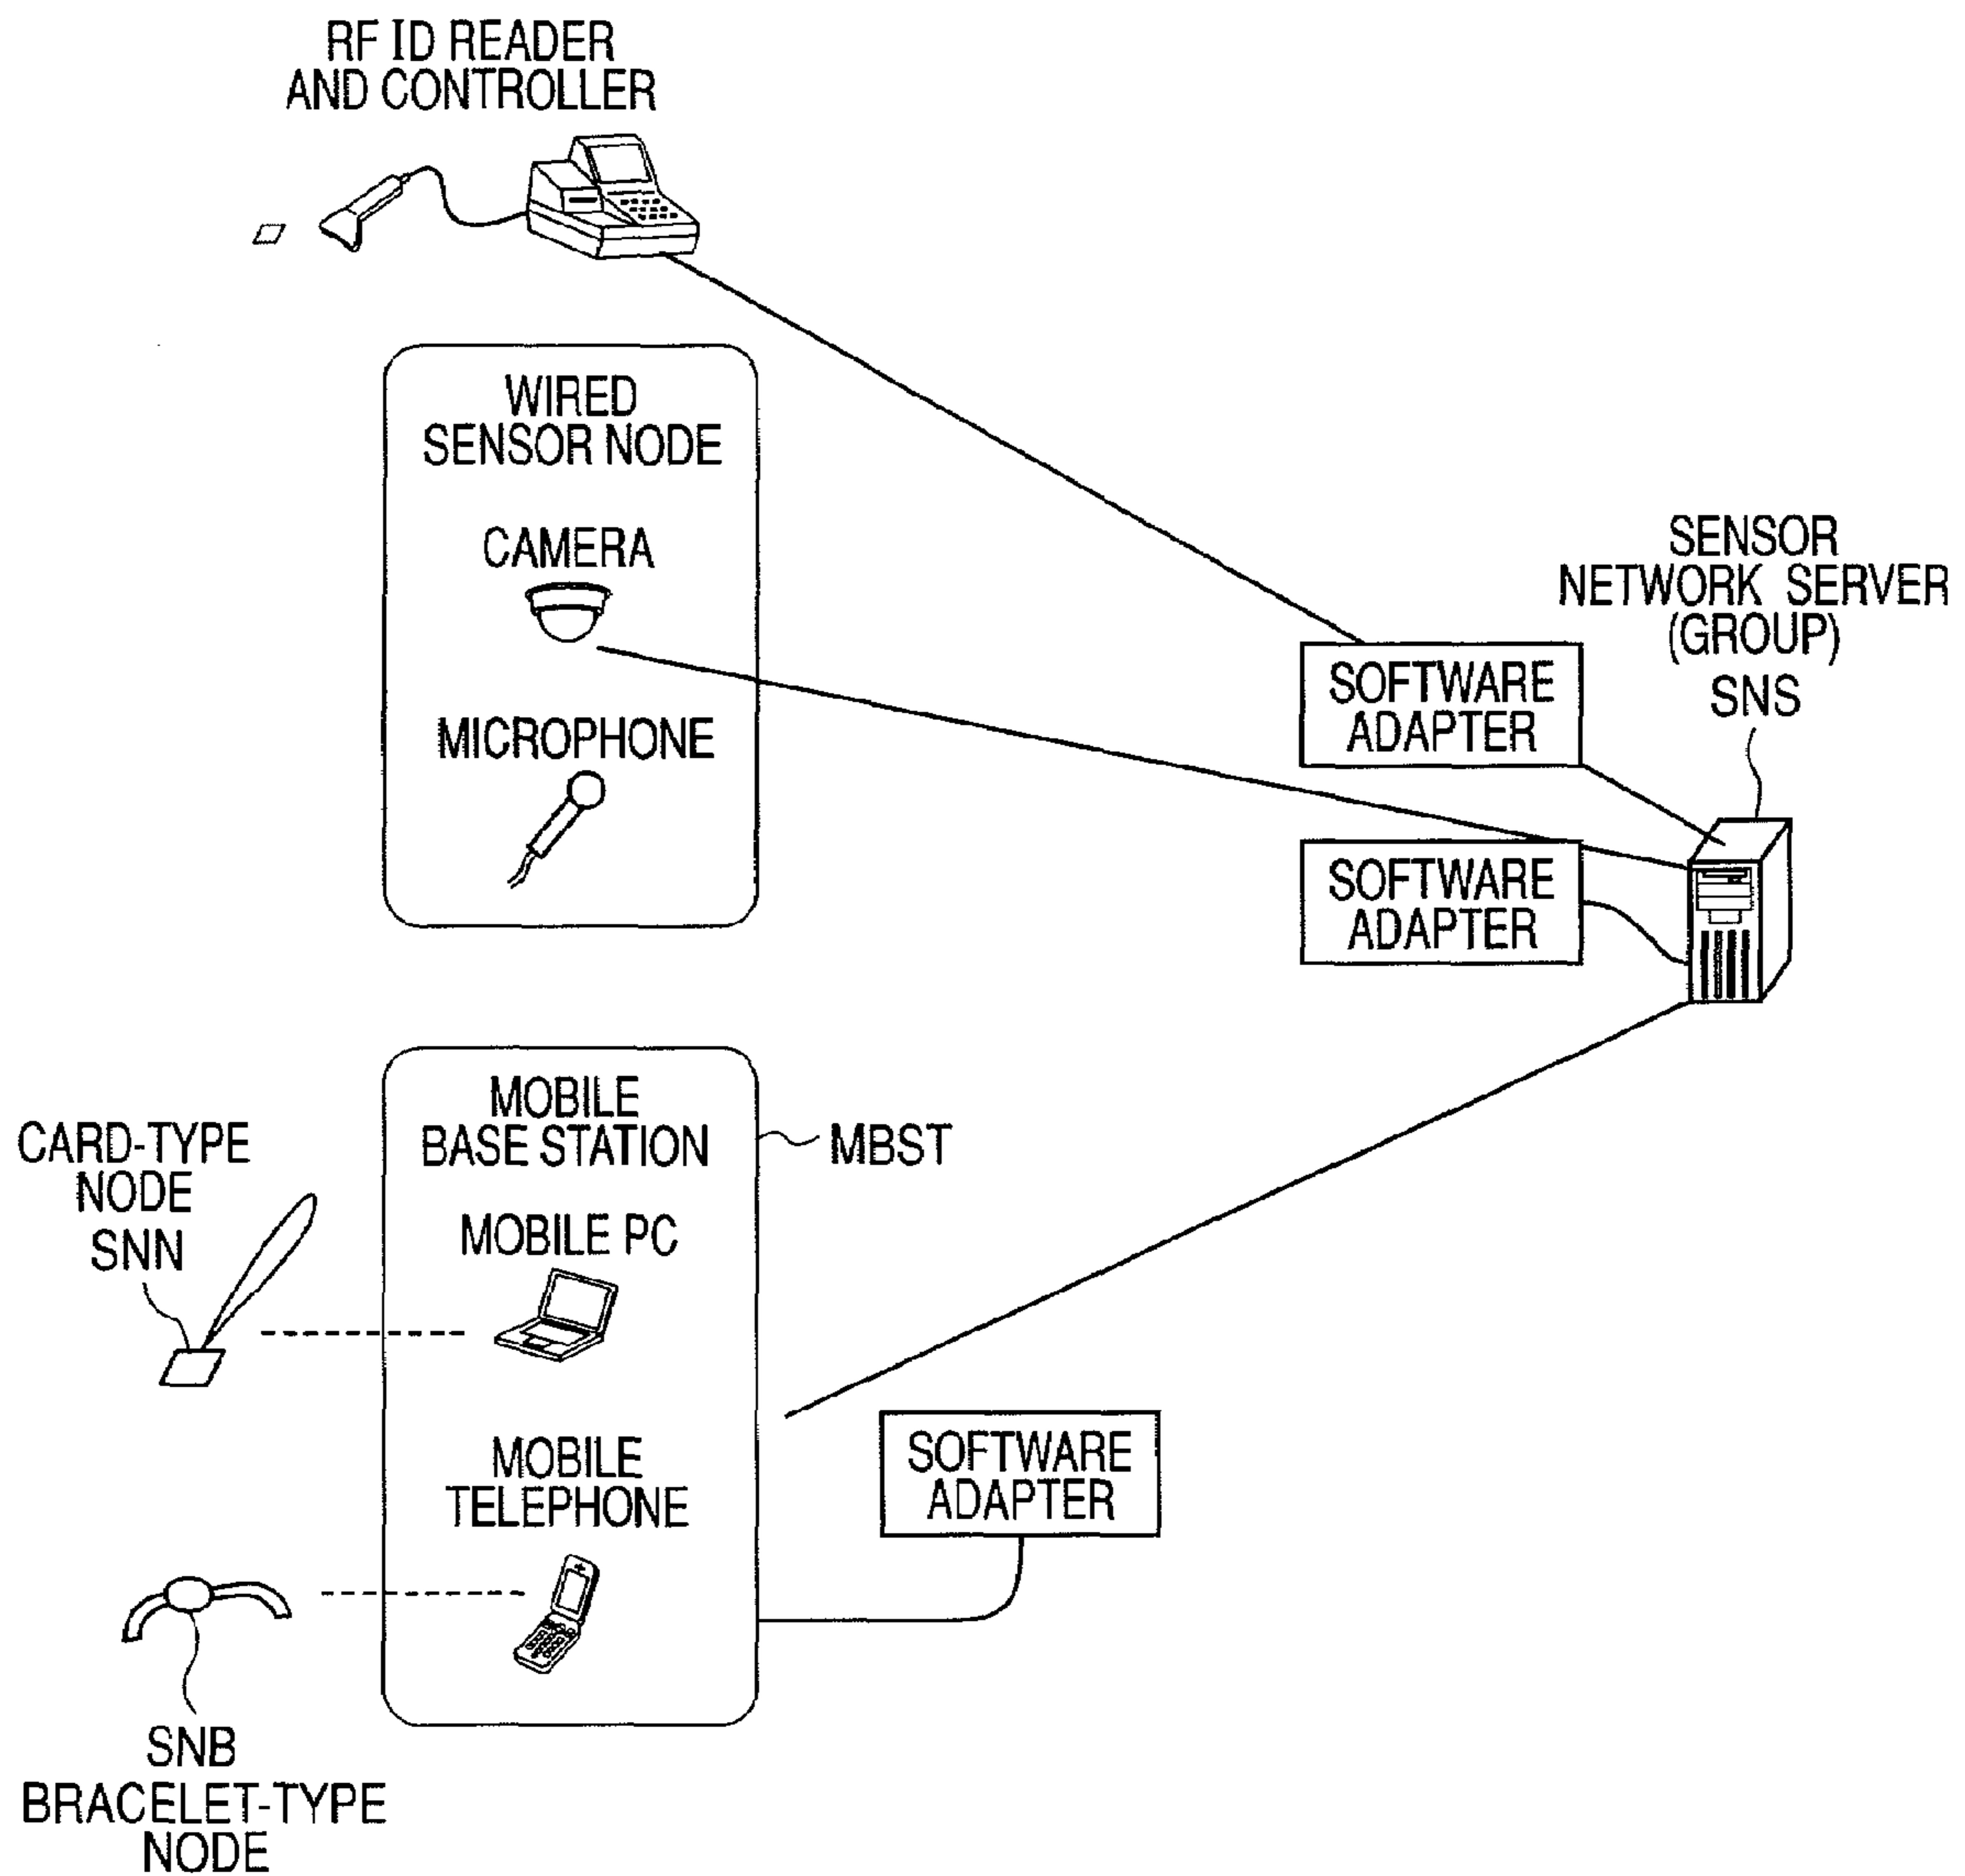 RF ID READER
AND CONTROLLER
WIRED
SENSOR NODE
CAMERA
MICROPHONE
SENSOR
NETWORK SERVER
(GROUP)
SNS
SOFTWARE
ADAPTER
SOFTWARE
ADAPTER
MOBILE
BASE STATION
MBST
CARD-TYPE
NODE
SNN
MOBILE PC
MOBILE
TELEPHONE
SOFTWARE
ADAPTER
SNB
BRACELET-TYPE
NODE